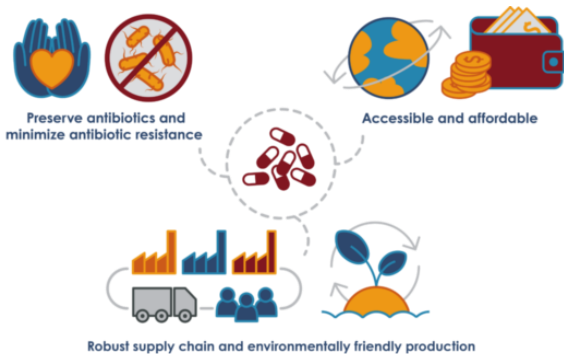 Preserve antibiotics and
minimize antibiotic resistance
Accessible and affordable
Robust supply chain and environmentally friendly production